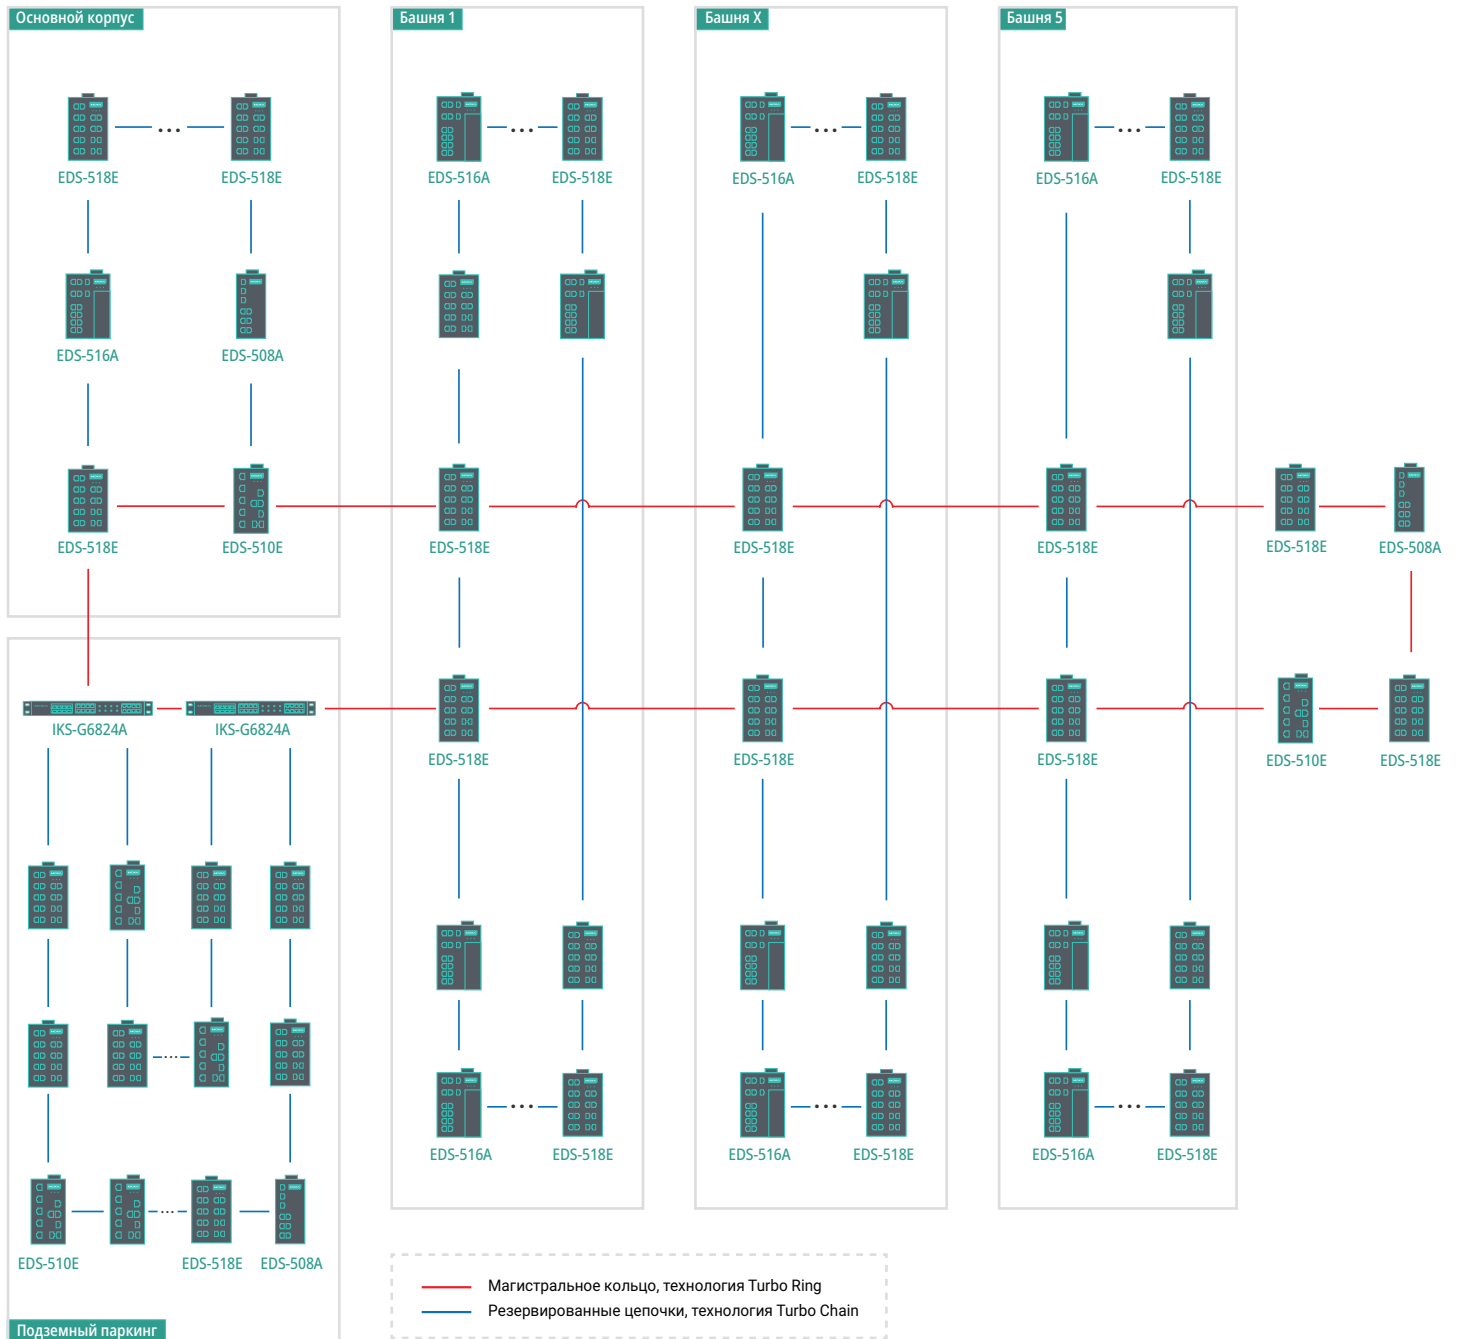 Основной корпус
EDS-518E
EDS-518E
EDS-516A
EDS-508A
EDS-518E
EDS-510E
Башня 1
EDS-516A
EDS-518E
EDS-518E
EDS-518E
EDS-516A
EDS-518E
Башня X
EDS-516A
EDS-518E
EDS-518E
EDS-518E
EDS-516A
EDS-518E
Башня 5
EDS-516A
EDS-518E
EDS-518E
EDS-518E
EDS-516A
EDS-518E
EDS-518E
EDS-508A
EDS-510E
EDS-518E
IKS-G6824A
IKS-G6824A
EDS-510E
EDS-518E
EDS-508A
Подземный паркинг
Магистральное кольцо, технология Turbo Ring
Резервированные цепочки, технология Turbo Chain